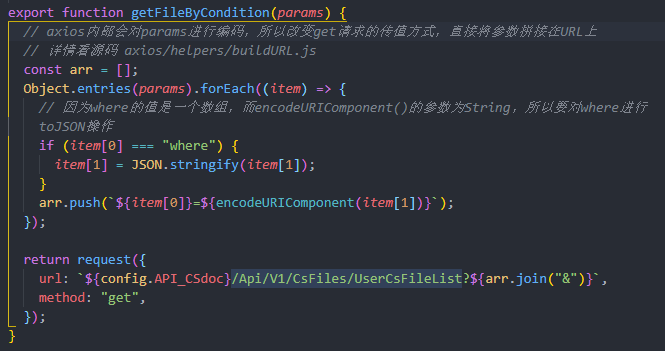 export function getFileByCondition(params) {
// axios内部会对params进行编码，所以改变get请求的传值方式，直接将参数拼接在URL上
// 详情看源码 axios/helpers/buildURL.js
const arr = [];
Object.entries(params).forEach((item) => {
// 因为where的值是一个数组，而encodeURIComponent()的参数为String，所以要对where进行
toJSON操作
if (item[0] === "where") {
item[1] = JSON.stringify(item[1]);
}
arr.push(`${item[0]}=${encodeURIComponent(item[1])}`);
});
return request({
url: `${config.API_CSdoc}/Api/V1/CsFiles/UserCsFileList?${arr.join("&")}`,
method: "get",
});
}